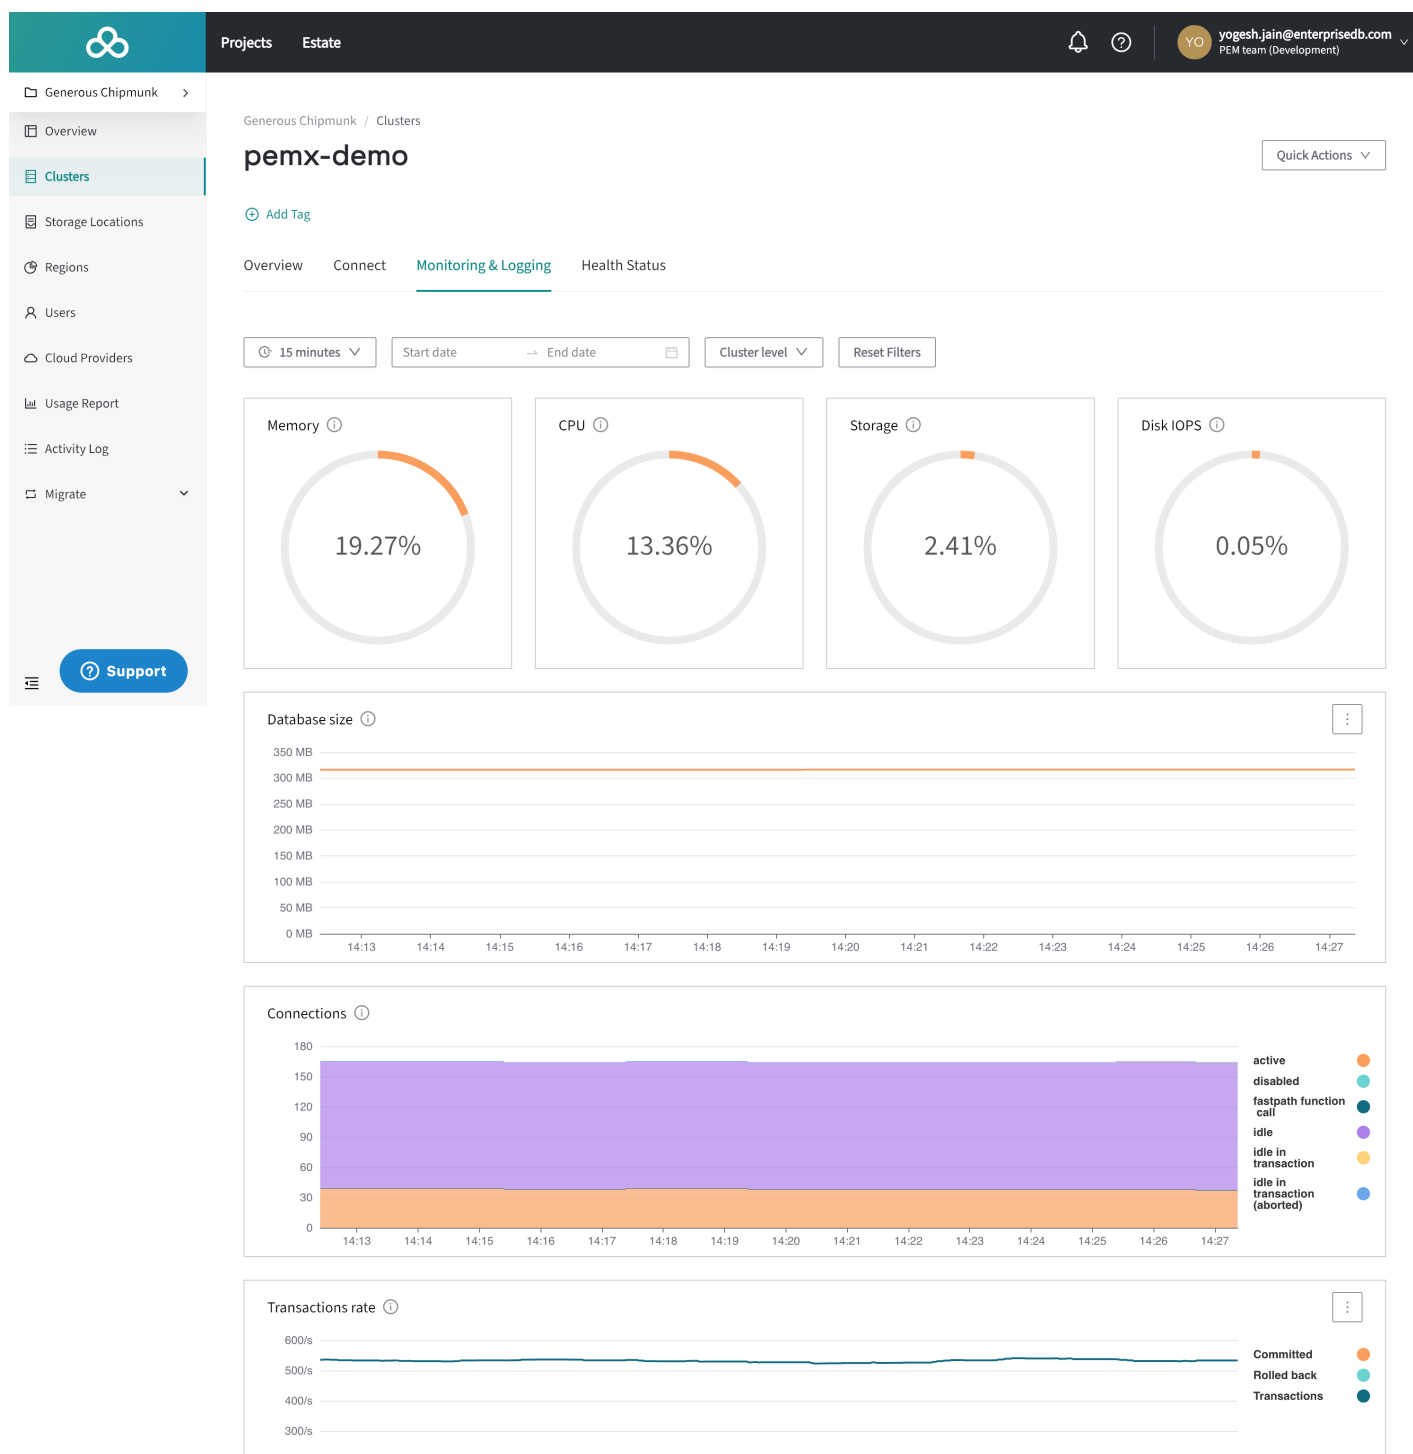 Projects
Estate
YO
yogesh.jain@enterprisedb.com
PEM team (Development)
Generous Chipmunk
Overview
Clusters
Storage Locations
Regions
Users
Cloud Providers
Usage Report
Activity Log
Migrate
Support
Generous Chipmunk / Clusters
pemx-demo
Quick Actions
Add Tag
Overview
Connect
Monitoring & Logging
Health Status
15 minutes
Start date
End date
Cluster level
Reset Filters
Memory
19.27%
CPU
13.36%
Storage
2.41%
Disk IOPS
0.05%
Database size
350 MB
300 MB
250 MB
200 MB
150 MB
100 MB
50 MB
0 MB
14:13 14:14 14:15 14:16 14:17 14:18 14:19 14:20 14:21 14:22 14:23 14:24 14:25 14:26 14:27
Connections
180
150
120
90
60
30
0
14:13 14:14 14:15 14:16 14:17 14:18 14:19 14:20 14:21 14:22 14:23 14:24 14:25 14:26 14:27
active
disabled
fastpath function
call
idle
idle in
transaction
idle in
transaction
(aborted)
Transactions rate
600/s
500/s
400/s
300/s
Committed
Rolled back
Transactions